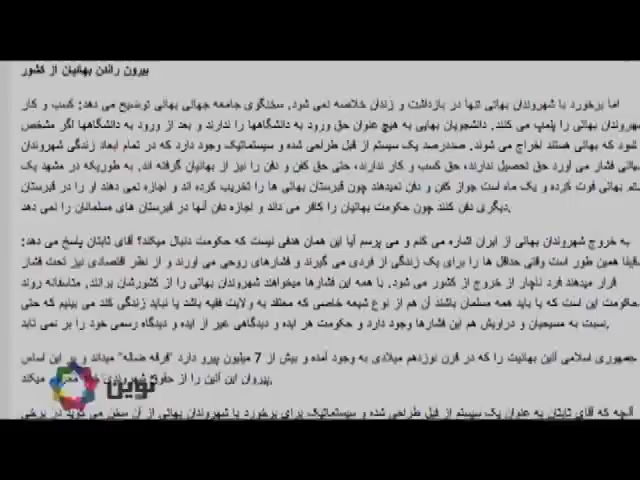 بیرون راندن بهائیان از کشور
اما برخورد با شهروندان بهائی تنها در بازداشت و زندان خلاصه نمی شود. سخنگوی جامعه جهانی بهائی توضیح می دهد: کسب و کار
شهروندان بهائی را پلمپ می کنند. دانشجویان بهایی به هیچ عنوان حق ورود به دانشگاهها را ندارند و بعد از ورود به دانشگاهها اگر مشخص
شود که بهائی هستند اخراج می شوند. صددرصد یک سیستم از قبل طراحی شده و سیستماتیک وجود دارد که در تمام ابعاد زندگی شهروندان
فشار می آورد حق تحصیل ندارند، حق کسب و کار ندارند، حتی حق کفن و دفن را نیز از بهائیان گرفته اند. به طوریکه در مشهد یک
بهائی فوت کرده و یک ماه است جواز کفن و دفن نمیدهند چون قبرستان بهائی ها را تخریب کرده اند و اجازه نمی دهند او را در قبرستان
دیگری دفن کنند چون حکومت بهائیان را کافر می داند و اجازه دفن آنها در قبرستان های مسلمانان را نمی دهد.
به خروج شهروندان بهائی از ایران اشاره می کنم و می پرسم آیا این همان هدفی نیست که حکومت دنبال میکند؟ آقای ثابتان پاسخ می دهد:
همین طور است وقتی حداقل ها را برای یک زندگی از فردی می گیرند و فشارهای روحی می آورند و از نظر اقتصادی نیز تحت فشار
قرار میدهند فرد ناچار از خروج از کشور می شود. با همه این فشارها میخواهند شهروندان بهائی را از کشورشان برانند. متاسفانه روند
حکومت این است که یا باید همه مسلمان باشند آن هم از نوع شیعه خاصی که معتقد به ولایت فقیه باشد یا نباید زندگی کند می بینیم که حتی
نسبت به مسیحیان و دراویش هم این فشارها وجود دارد و حکومت هر ایده و دیدگاهی غیر از ایده و دیدگاه رسمی خود را بر نمی تابد.
جمهوری اسلامی آئین بهائیت را که در قرن نوزدهم میلادی به وجود آمده و بیش از 7 میلیون پیرو دارد "فرقه ضاله" میداند و بر این اساس
پیروان این آئین را از حقوق شهروندی میکند.
آنچه که آقای ثابتان به عنوان یک سیستم از قبل طراحی شده و سیستماتیک برای برخورد با شهروندان بهائی از آن سخن می گوید در برخی
نوین